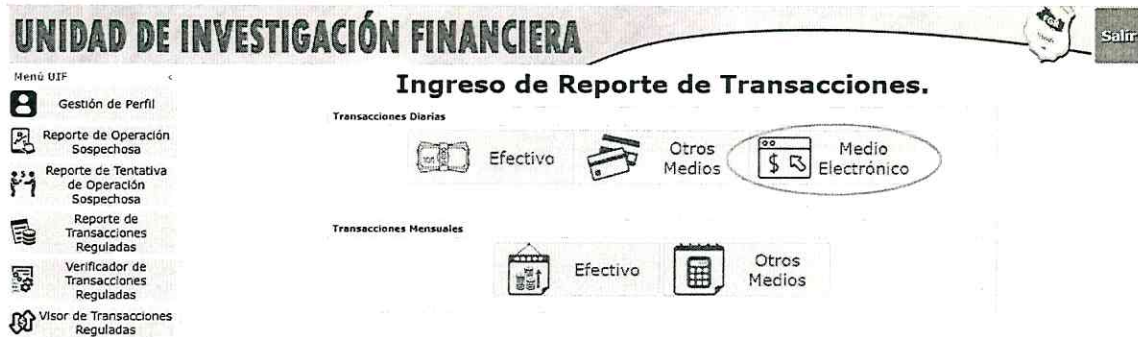 UNIDAD DE INVESTIGACIÓN FINANCIERA
Salir
Menú UIF
Gestión de Perfil
Reporte de Operación
Sospechosa
Reporte de Tentativa
de Operación
Sospechosa
Reporte de
Transacciones
Reguladas
Verificador de
Transacciones
Reguladas
Visor de Transacciones
Reguladas
Ingreso de Reporte de Transacciones.
Transacciones Diarias
Efectivo
Otros
Medios
Medio
Electrónico
Transacciones Mensuales
Efectivo
Otros
Medios